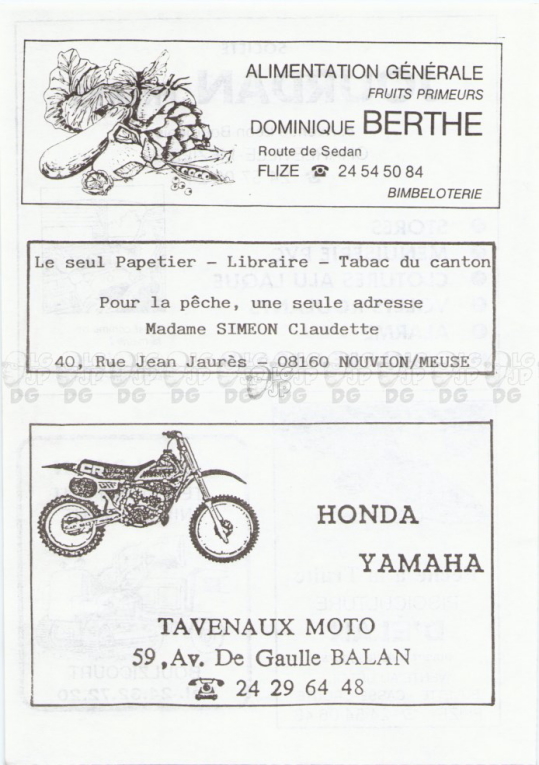 ALIMENTATION GÉNÉRALE
FRUITS PRIMEURS
DOMINIQUE BERTHE
Route de Sedan
FLIZE ☎ 24 54 50 84
BIMBELOTERIE
Le seul Papetier - Libraire - Tabac du canton
Pour la pêche, une seule adresse
Madame SIMEON Claudette
40, Rue Jean Jaurès - 08160 NOUVION/MEUSE
CR
HONDA
YAMAHA
TAVENAUX MOTO
59, Av. De Gaulle BALAN
☎ 24 29 64 48